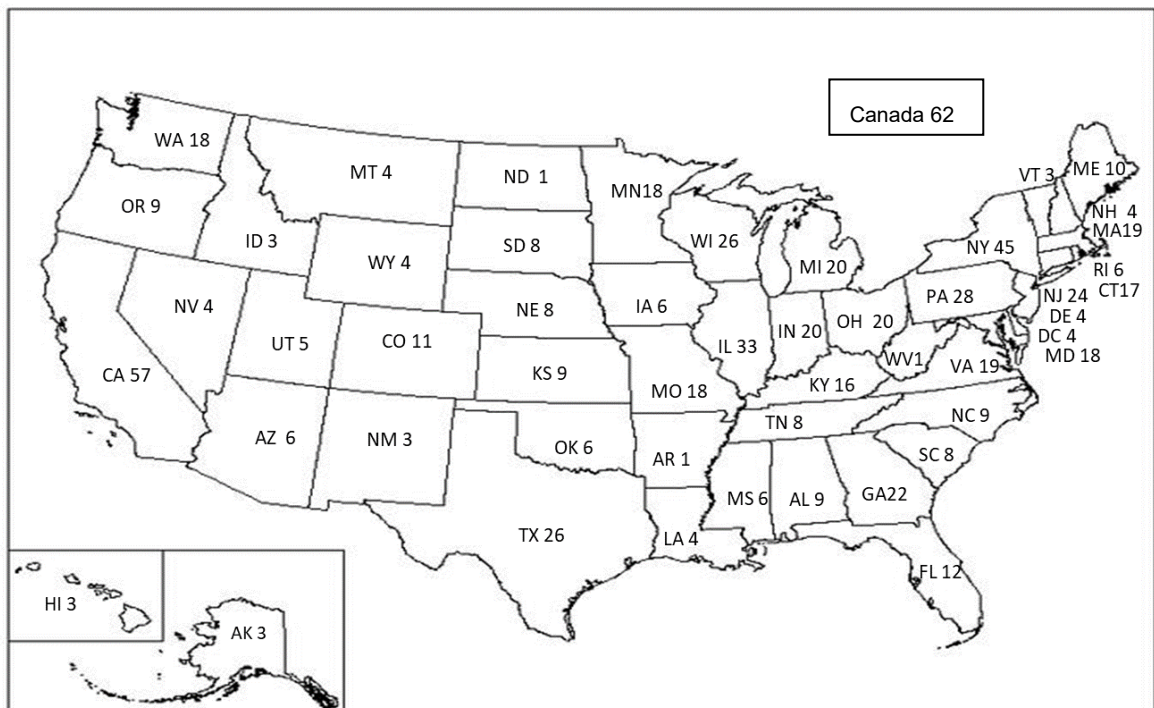 Canada 62
WA 18
MT 4
ND 1
MN18
VT 3
ME 10
OR 9
ID 3
SD 8
WI 26
NH 4
MA19
WY 4
MI 20
NY 45
RI 6
CT17
NV 4
NE 8
IA 6
PA 28
NJ 24
UT 5
CO 11
IL 33
IN 20
OH 20
DE 4
DC 4
MD 18
CA 57
KS 9
MO 18
KY 16
WV1
VA 19
AZ 6
NM 3
OK 6
AR 1
TN 8
NC 9
SC 8
TX 26
LA 4
MS 6
AL 9
GA22
FL 12
HI 3
AK 3